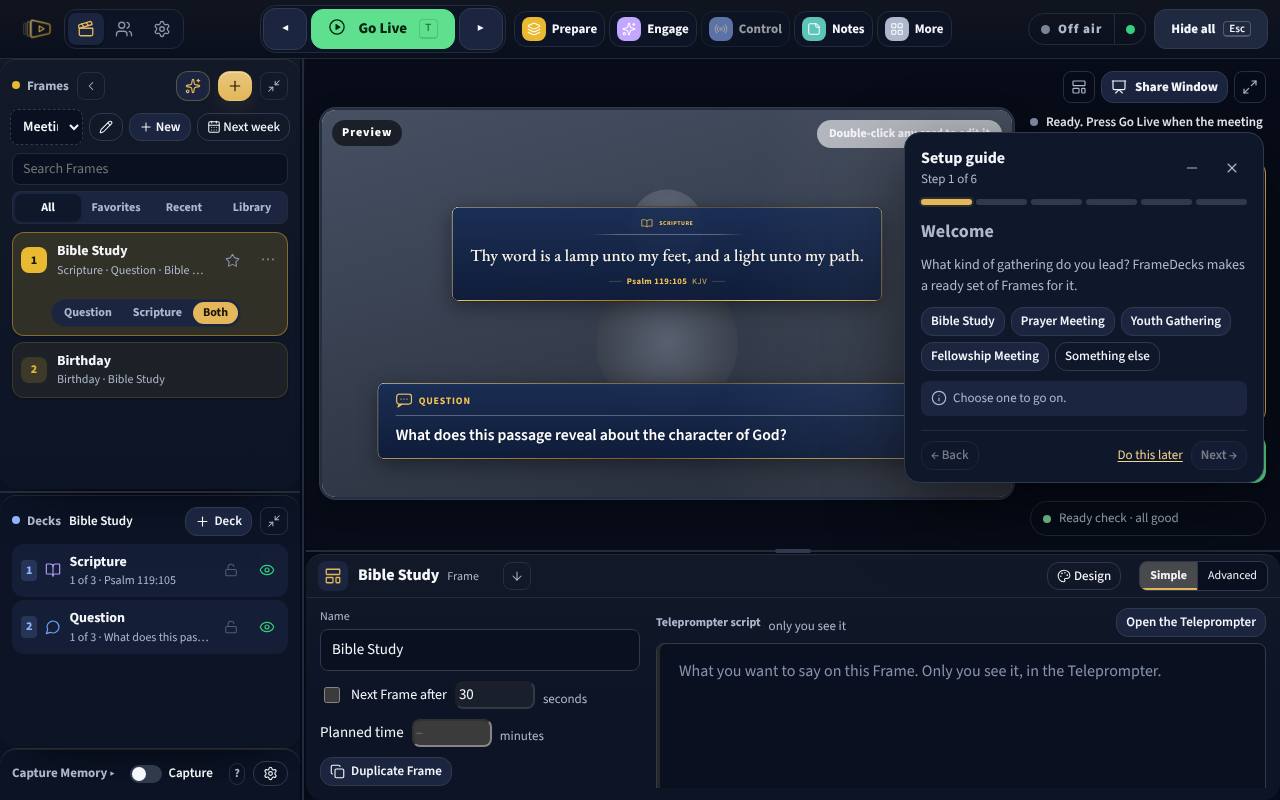 Go Live T
Prepare
Engage
Control
Notes
More
Off air
Hide all Esc
Frames
Meeti
+ New
Next week
Search Frames
All Favorites Recent Library
1 Bible Study
Scripture · Question · Bible …
Question Scripture Both
2 Birthday
Birthday · Bible Study
Decks Bible Study
+ Deck
1 Scripture
1 of 3 · Psalm 119:105
2 Question
1 of 3 · What does this pas…
Capture Memory
Capture
?
Share Window
Preview
Double-click any card to edit it
SCRIPTURE
Thy word is a lamp unto my feet, and a light unto my path.
Psalm 119:105 KJV
QUESTION
What does this passage reveal about the character of God?
Ready. Press Go Live when the meeting
Setup guide
Step 1 of 6
Welcome
What kind of gathering do you lead? FrameDecks makes
a ready set of Frames for it.
Bible Study Prayer Meeting Youth Gathering
Fellowship Meeting Something else
Choose one to go on.
← Back
Do this later
Next →
Ready check · all good
Bible Study Frame
Design
Simple Advanced
Name
Bible Study
Next Frame after 30 seconds
Planned time – minutes
Duplicate Frame
Teleprompter script only you see it
Open the Teleprompter
What you want to say on this Frame. Only you see it, in the Teleprompter.